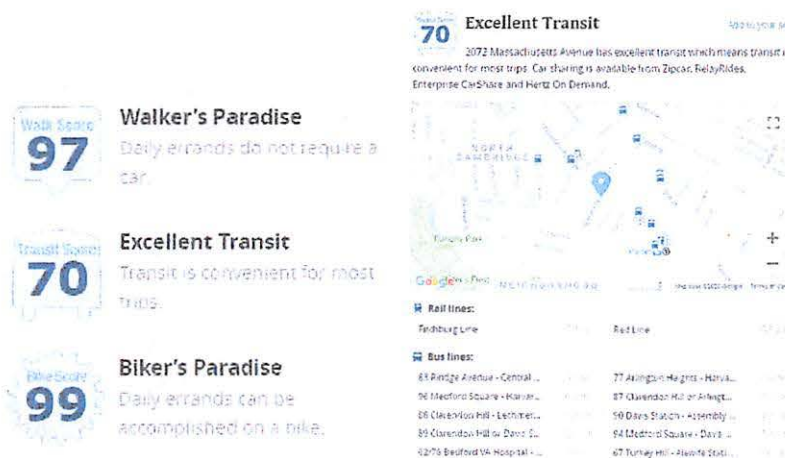 Walk Score
97
Walker's Paradise
Daily errands do not require a
car.
Transit Score
70
Excellent Transit
Transit is convenient for most
trips.
Bike Score
99
Biker's Paradise
Daily errands can be
accomplished on a bike.
70
Excellent Transit
Add to your
2072 Massachusetts Avenue has excellent transit which means transit is
convenient for most trips. Car sharing is available from Zipcar, RelayRides,
Enterprise CarShare and Hertz On Demand.
NORTH
CAMBRIDGE
Google
Rail lines:
Fitchburg Line
Red Line
Bus lines:
83 Rindge Avenue - Central ...
77 Arlington Heights - Harva...
96 Medford Square - Harvar...
87 Clarendon Hill or Arlingt...
88 Clarendon Hill - Lechmer...
90 Davis Station - Assembly ...
89 Clarendon Hill or Davis S...
94 Medford Square - Davis ...
62/76 Bedford VA Hospital - ...
67 Turkey Hill - Alewife Stati...